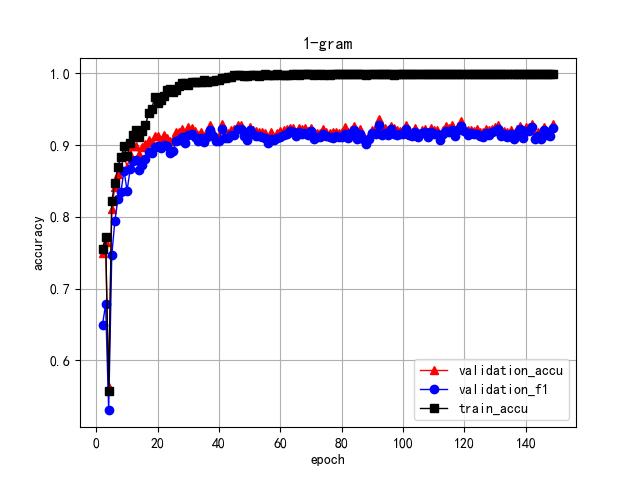 1-gram
accuracy
1.0
0.9
0.8
0.7
0.6
validation_accu
validation_f1
train_accu
0 20 40 60 80 100 120 140
epoch